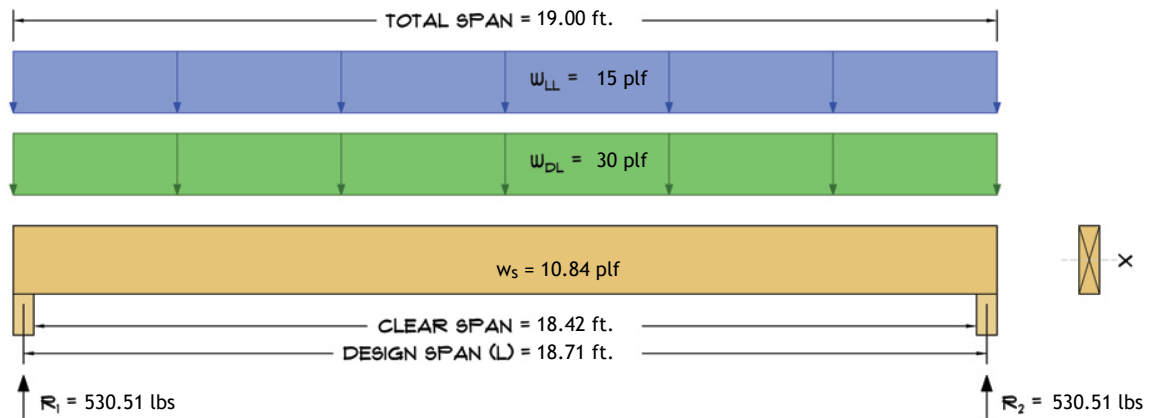 TOTAL SPAN = 19.00 ft.
WLL = 15 plf
WDL = 30 plf
ws = 10.84 plf
X
CLEAR SPAN = 18.42 ft.
DESIGN SPAN (L) = 18.71 ft.
R1 = 530.51 lbs
R2 = 530.51 lbs